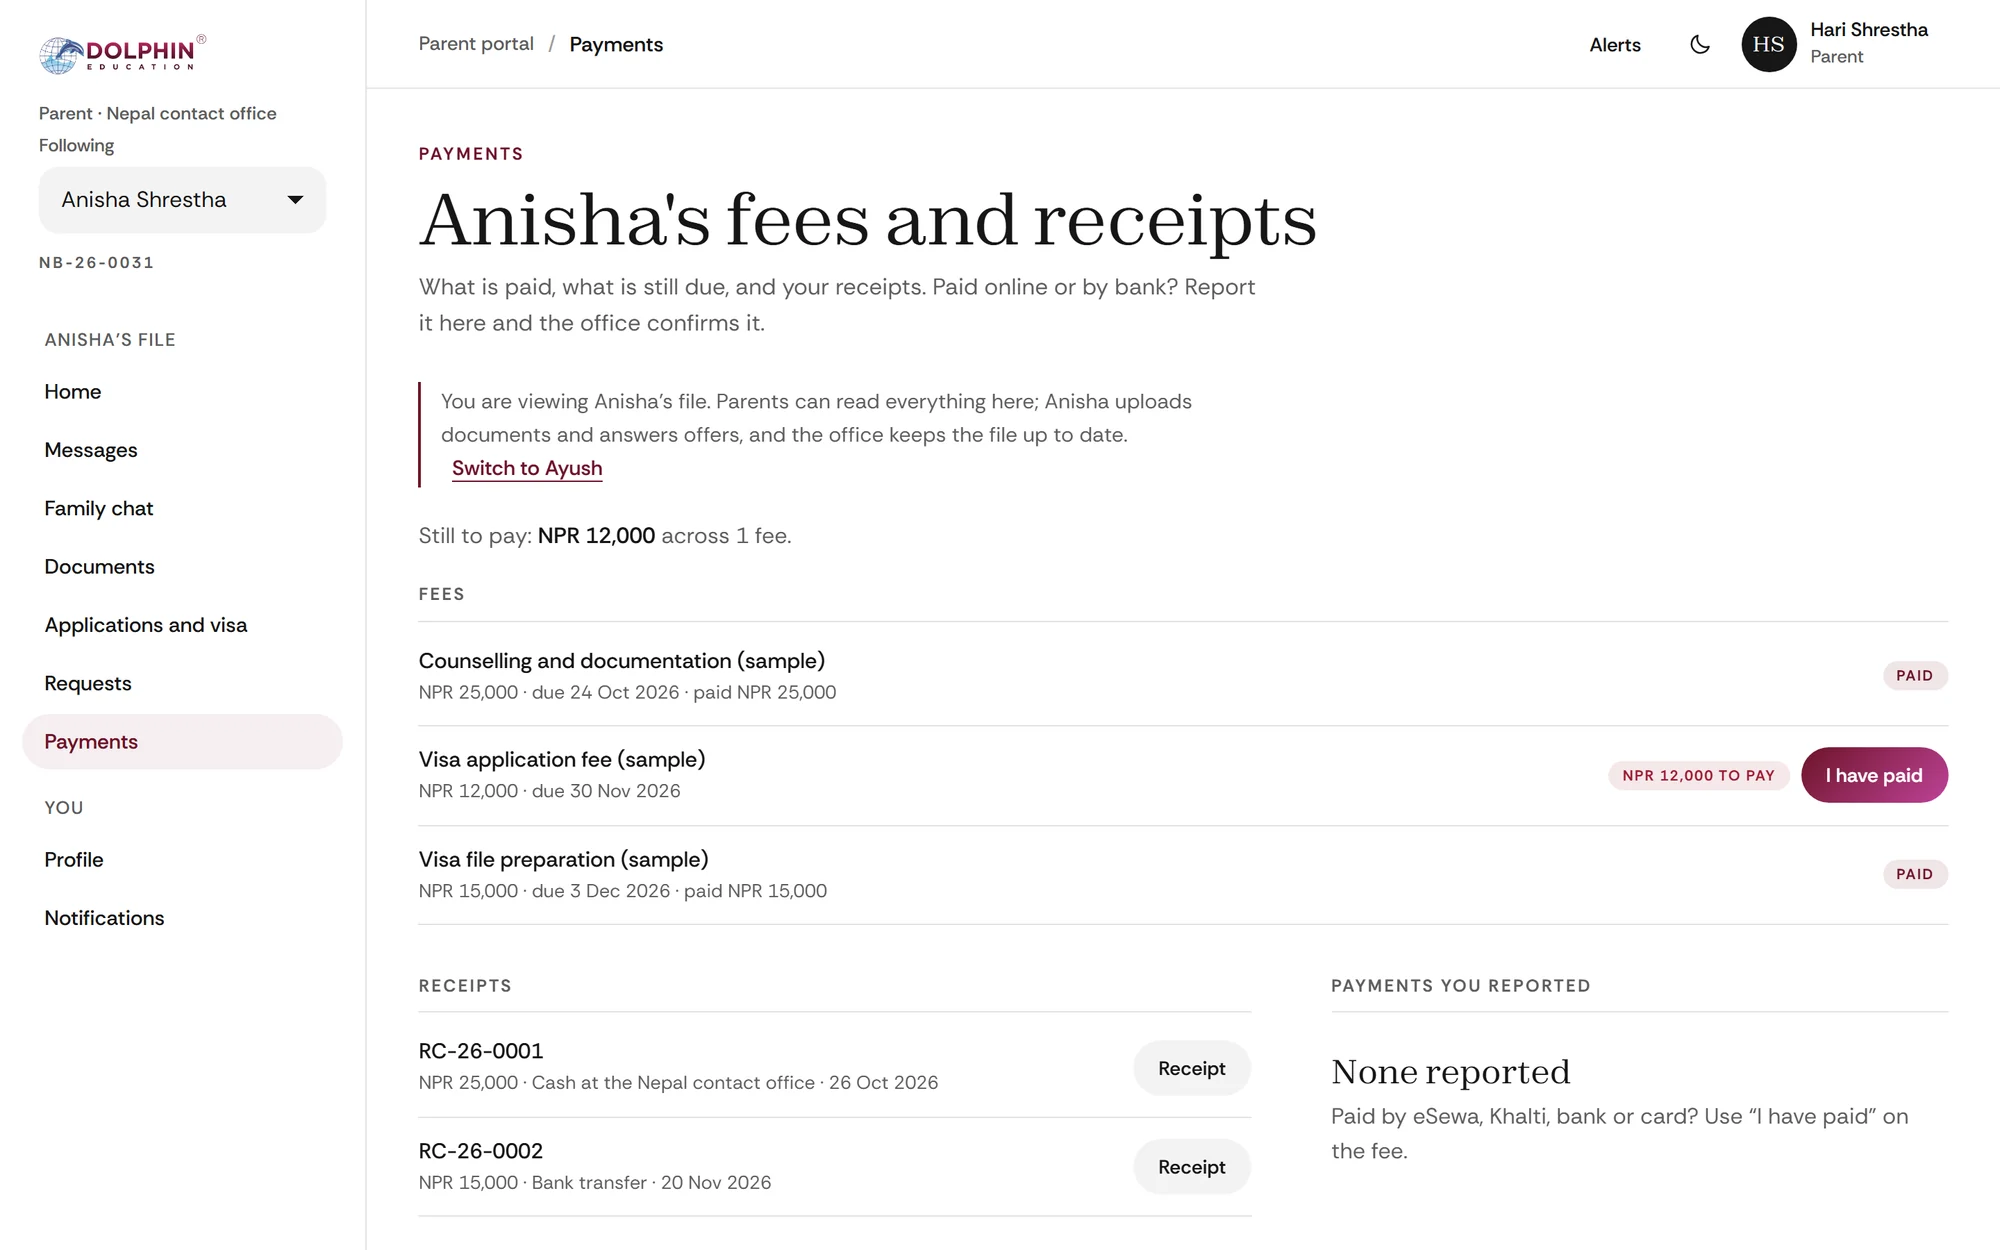 DOLPHIN®
EDUCATION
Parent · Nepal contact office
Following
Anisha Shrestha
NB-26-0031
ANISHA’S FILE
Home
Messages
Family chat
Documents
Applications and visa
Requests
Payments
YOU
Profile
Notifications
Parent portal / Payments
Alerts
HS
Hari Shrestha
Parent
PAYMENTS
Anisha's fees and receipts
What is paid, what is still due, and your receipts. Paid online or by bank? Report
it here and the office confirms it.
You are viewing Anisha’s file. Parents can read everything here; Anisha uploads
documents and answers offers, and the office keeps the file up to date.
Switch to Ayush
Still to pay: NPR 12,000 across 1 fee.
FEES
Counselling and documentation (sample)
NPR 25,000 · due 24 Oct 2026 · paid NPR 25,000
PAID
Visa application fee (sample)
NPR 12,000 · due 30 Nov 2026
NPR 12,000 TO PAY
I have paid
Visa file preparation (sample)
NPR 15,000 · due 3 Dec 2026 · paid NPR 15,000
PAID
RECEIPTS
RC-26-0001
NPR 25,000 · Cash at the Nepal contact office · 26 Oct 2026
Receipt
RC-26-0002
NPR 15,000 · Bank transfer · 20 Nov 2026
Receipt
PAYMENTS YOU REPORTED
None reported
Paid by eSewa, Khalti, bank or card? Use “I have paid” on
the fee.